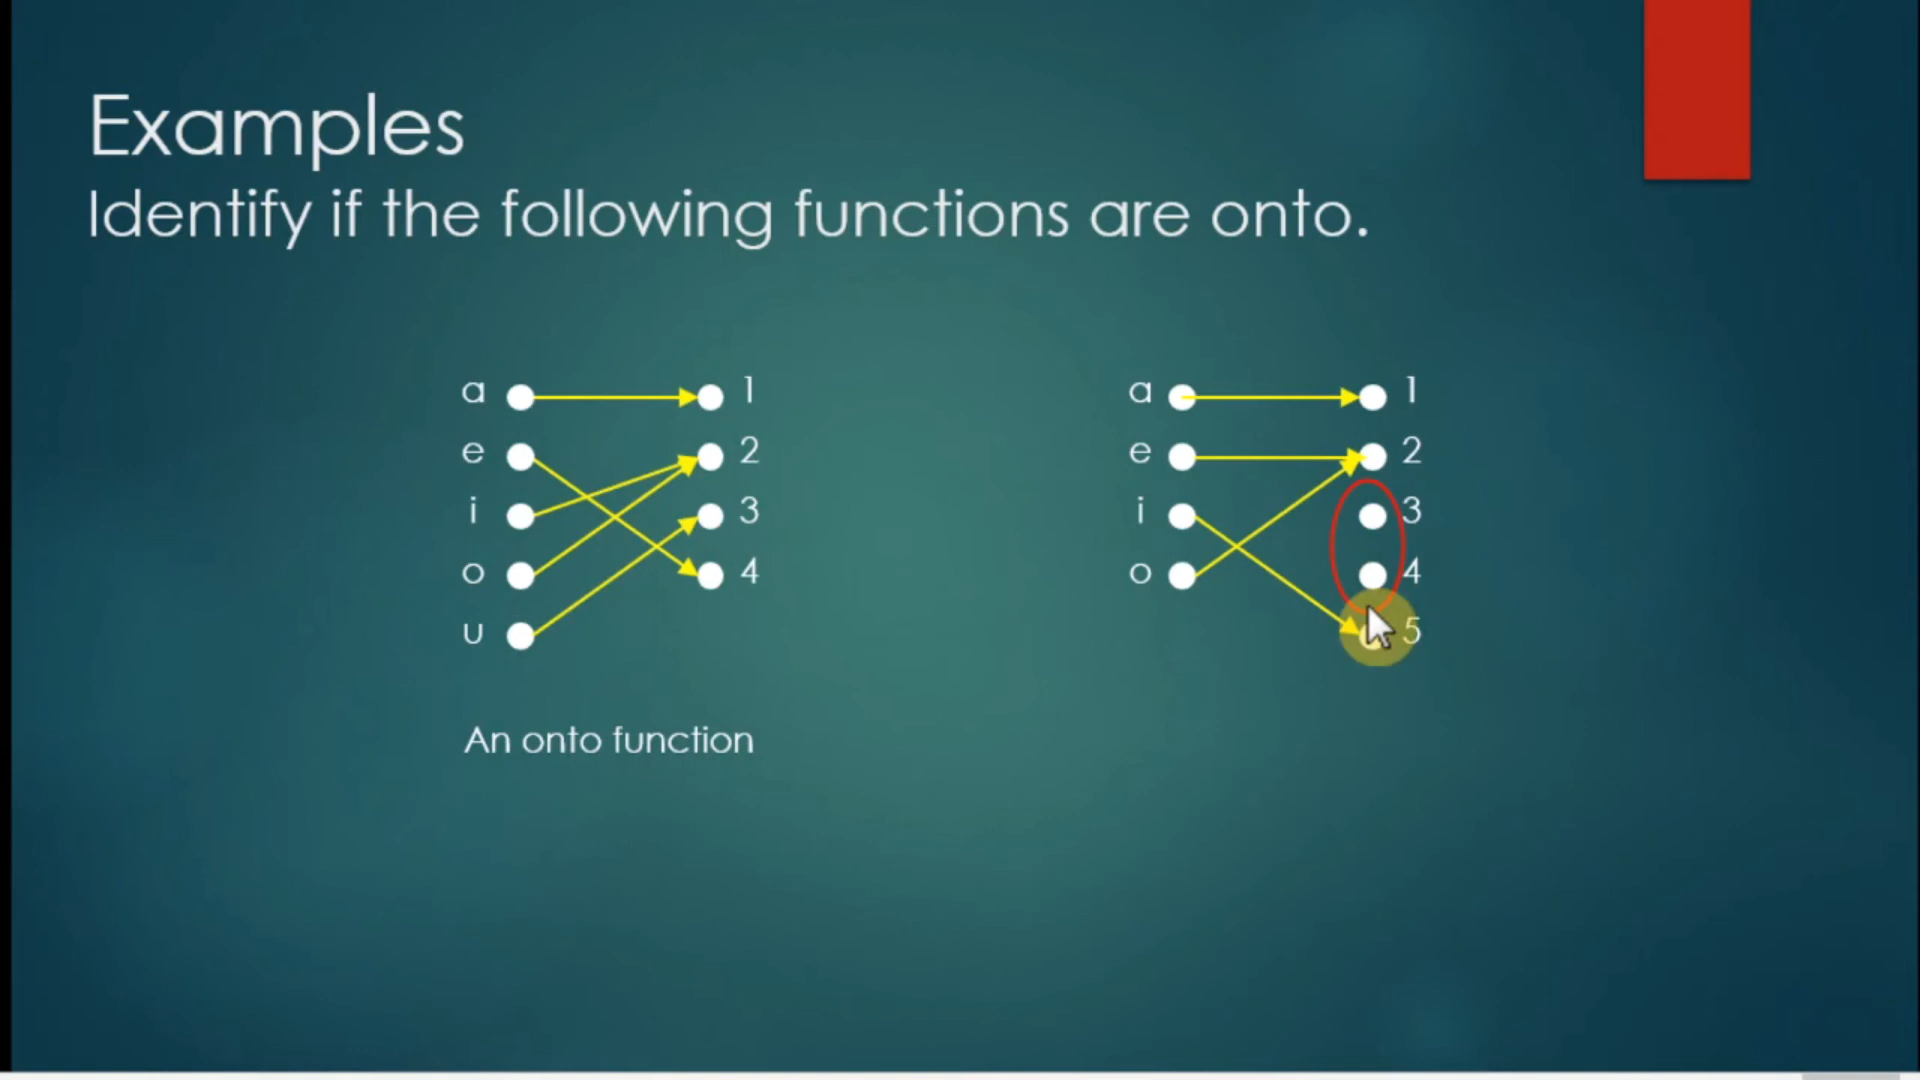 Examples
Identify if the following functions are onto.
a 1
e 2
i 3
o 4
u
a 1
e 2
i 3
o 4
5
An onto function